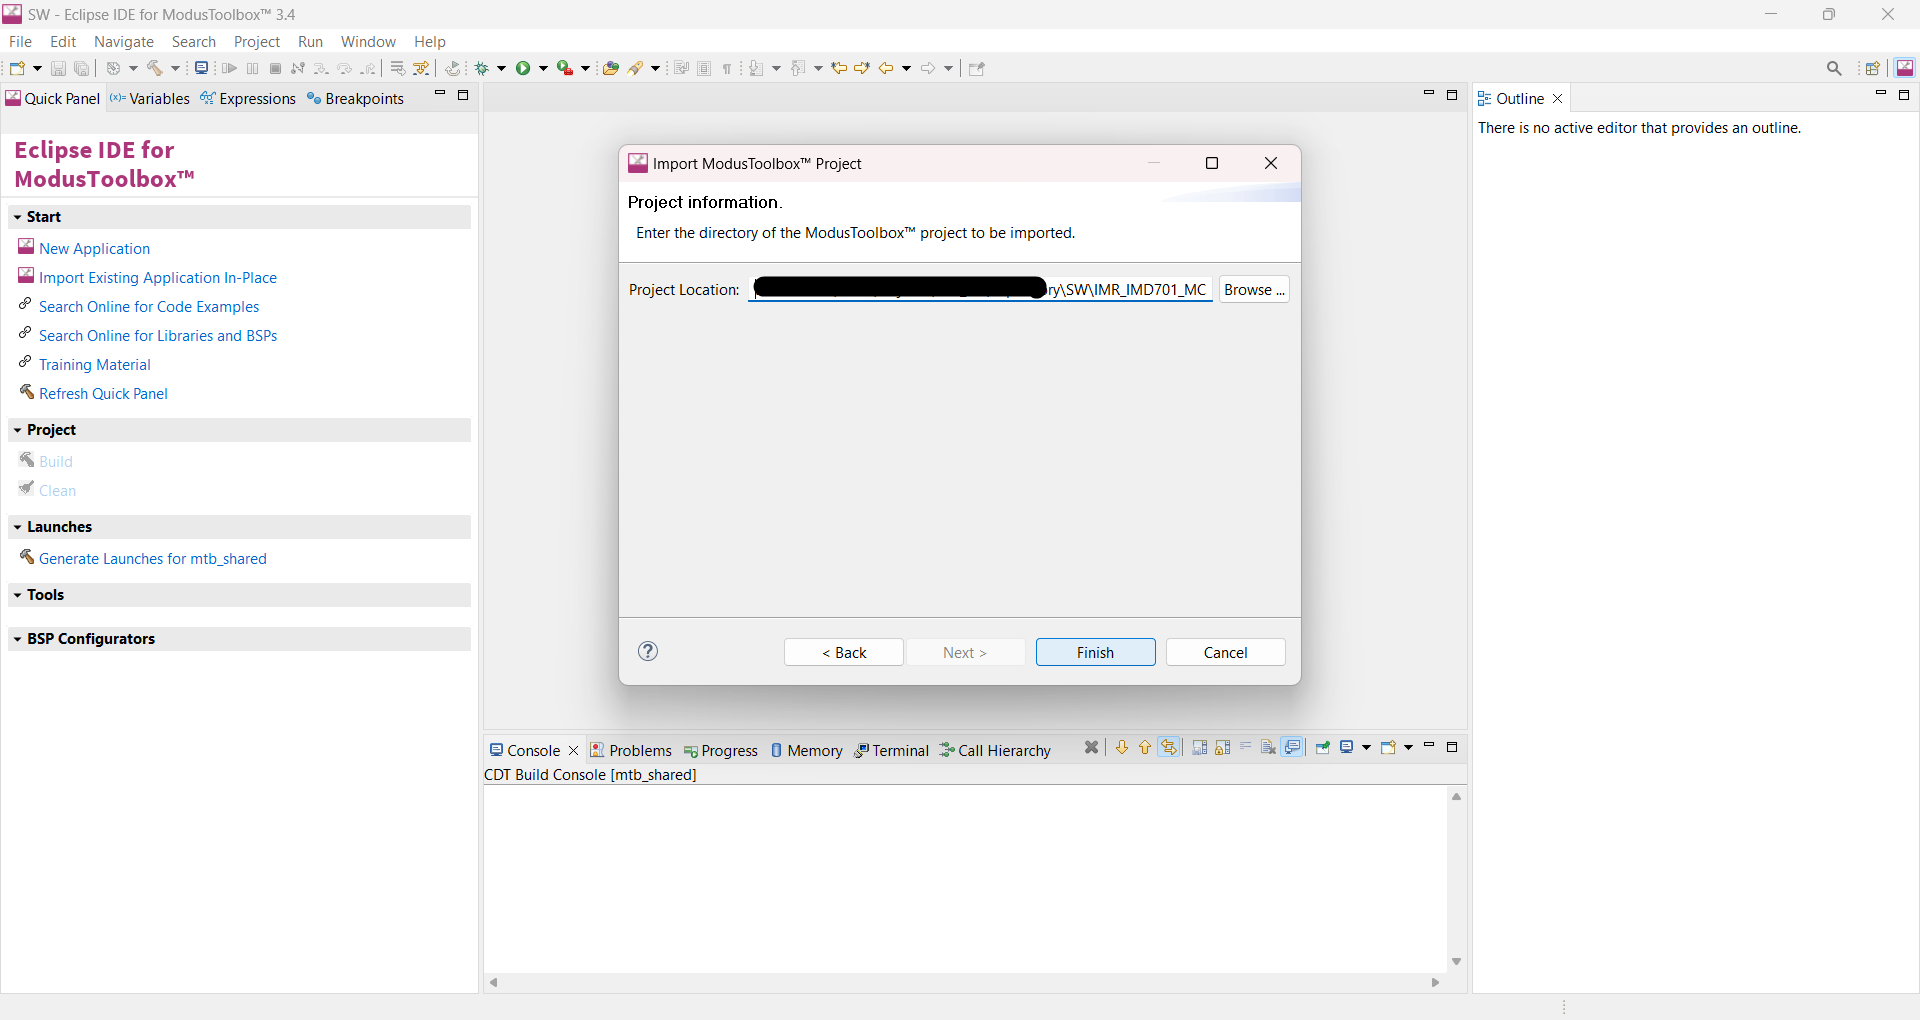 SW - Eclipse IDE for ModusToolbox™ 3.4
File Edit Navigate Search Project Run Window Help
Quick Panel (x)= Variables Expressions Breakpoints
Outline
There is no active editor that provides an outline.
Eclipse IDE for
ModusToolbox™
Start
New Application
Import Existing Application In-Place
Search Online for Code Examples
Search Online for Libraries and BSPs
Training Material
Refresh Quick Panel
Project
Build
Clean
Launches
Generate Launches for mtb_shared
Tools
BSP Configurators
Import ModusToolbox™ Project
Project information.
Enter the directory of the ModusToolbox™ project to be imported.
Project Location: ry\SW\IMR_IMD701_MC Browse ...
? < Back Next > Finish Cancel
Console Problems Progress Memory Terminal Call Hierarchy
CDT Build Console [mtb_shared]